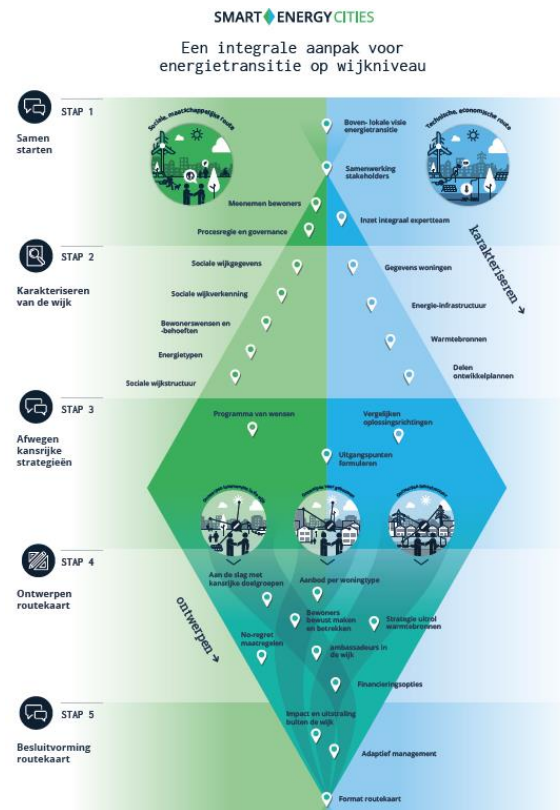 SMART ENERGY CITIES
Een integrale aanpak voor
energietransitie op wijkniveau
STAP 1
Samen
starten
Sociale, maatschappelijke route
Technische, economische route
Boven- lokale visie
energietransitie
Samenwerking
stakeholders
Meenemen bewoners
Inzet integraal expertteam
Procesregie en governance
karakteriseren
STAP 2
Karakteriseren
van de wijk
Sociale wijkgegevens
Gegevens woningen
Sociale wijkverkenning
Energie-infrastructuur
Bewonerswensen en
-behoeften
Warmtebronnen
Energietypen
Delen
ontwikkelplannen
Sociale wijkstructuur
STAP 3
Afwegen
kansrijke
strategieën
Programma van wensen
Vergelijken
oplossingsrichtingen
Uitgangspunten
formuleren
STAP 4
Ontwerpen
routekaart
ontwerpen
Aan de slag met
kansrijke doelgroepen
Aanbod per woningtype
Bewoners
bewust maken
en betrekken
Strategie uitrol
warmtebronnen
No-regret
maatregelen
ambassadeurs in
de wijk
Financieringsopties
STAP 5
Besluitvorming
routekaart
Impact en uitstraling
buiten de wijk
Adaptief management
Format routekaart